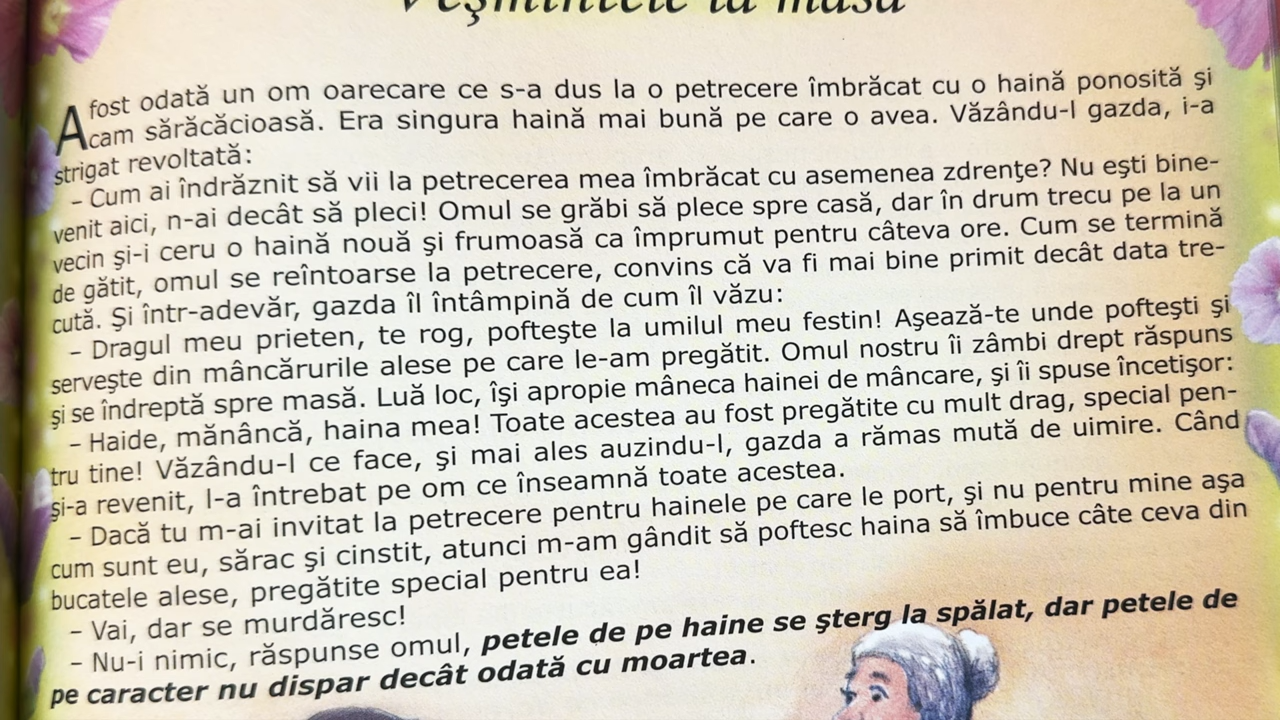 Veşmintele la masă
A fost odată un om oarecare ce s-a dus la o petrecere îmbrăcat cu o haină ponosită şi
cam sărăcăcioasă. Era singura haină mai bună pe care o avea. Văzându-l gazda, i-a
strigat revoltată:
– Cum ai îndrăznit să vii la petrecerea mea îmbrăcat cu asemenea zdrenţe? Nu eşti bine-
venit aici, n-ai decât să pleci! Omul se grăbi să plece spre casă, dar în drum trecu pe la un
vecin şi-i ceru o haină nouă şi frumoasă ca împrumut pentru câteva ore. Cum se termină
de gătit, omul se reîntoarse la petrecere, convins că va fi mai bine primit decât data tre-
cută. Şi într-adevăr, gazda îl întâmpină de cum îl văzu:
– Dragul meu prieten, te rog, pofteşte la umilul meu festin! Aşează-te unde pofteşti şi
serveşte din mâncărurile alese pe care le-am pregătit. Omul nostru îi zâmbi drept răspuns
şi se îndreptă spre masă. Luă loc, îşi apropie mâneca hainei de mâncare, şi îi spuse încetişor:
– Haide, mănâncă, haina mea! Toate acestea au fost pregătite cu mult drag, special pen-
tru tine! Văzându-l ce face, şi mai ales auzindu-l, gazda a rămas mută de uimire. Când
şi-a revenit, l-a întrebat pe om ce înseamnă toate acestea.
– Dacă tu m-ai invitat la petrecere pentru hainele pe care le port, şi nu pentru mine aşa
cum sunt eu, sărac şi cinstit, atunci m-am gândit să poftesc haina să îmbuce câte ceva din
bucatele alese, pregătite special pentru ea!
– Vai, dar se murdăresc!
– Nu-i nimic, răspunse omul, petele de pe haine se şterg la spălat, dar petele de
pe caracter nu dispar decât odată cu moartea.